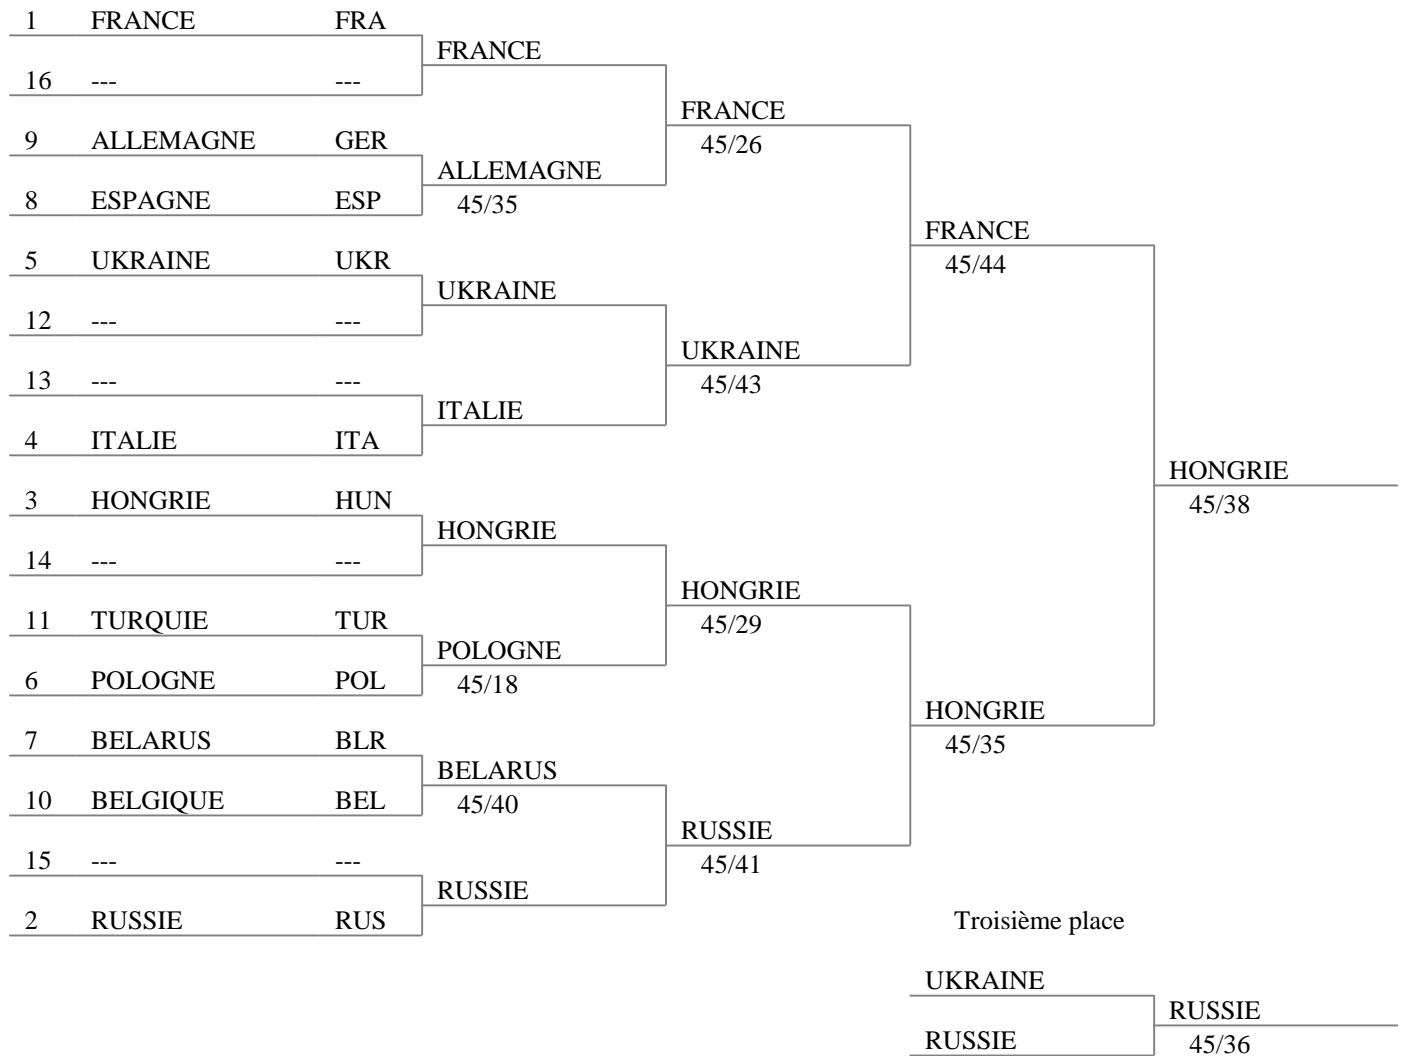 1 FRANCE FRA
FRANCE
16 --- ---
FRANCE
45/26
9 ALLEMAGNE GER
ALLEMAGNE
45/35
8 ESPAGNE ESP
FRANCE
45/44
5 UKRAINE UKR
UKRAINE
12 --- ---
UKRAINE
45/43
13 --- ---
ITALIE
4 ITALIE ITA
HONGRIE
45/38
3 HONGRIE HUN
HONGRIE
14 --- ---
HONGRIE
45/29
11 TURQUIE TUR
POLOGNE
45/18
6 POLOGNE POL
HONGRIE
45/35
7 BELARUS BLR
BELARUS
45/40
10 BELGIQUE BEL
RUSSIE
45/41
15 --- ---
RUSSIE
2 RUSSIE RUS
Troisième place
UKRAINE
RUSSIE
45/36
RUSSIE